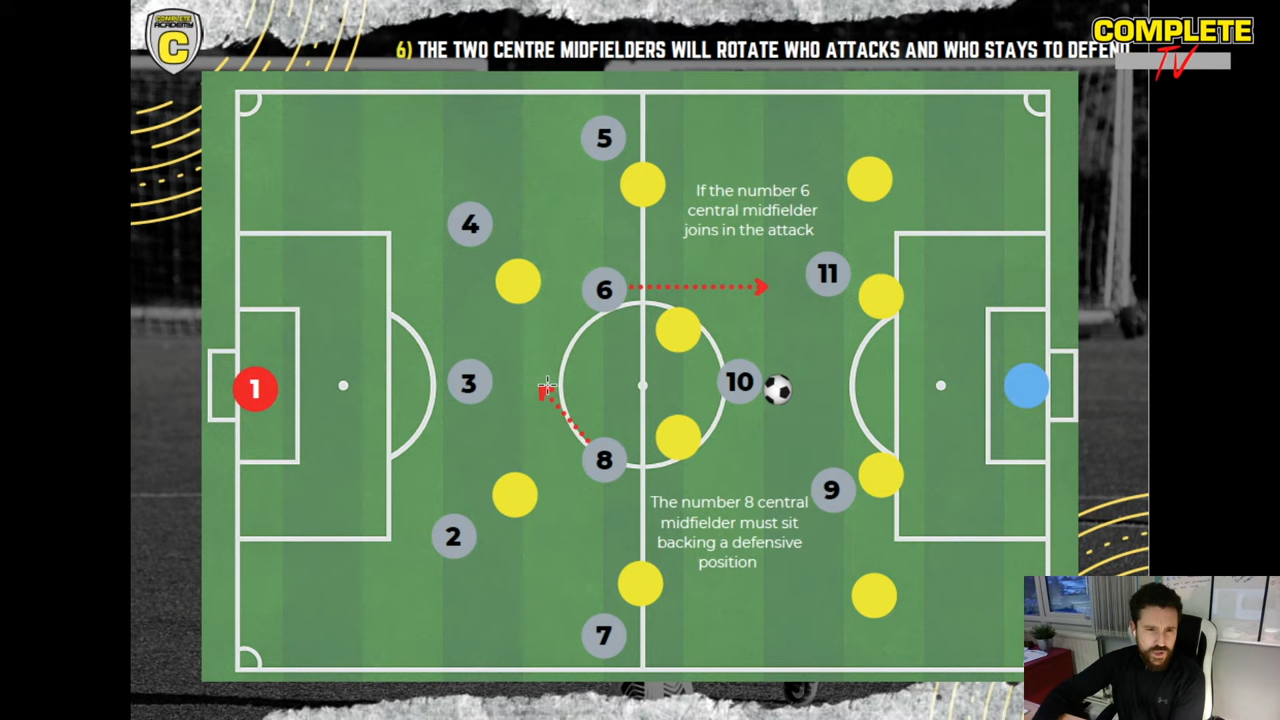 COMPLETE
ACADEMY
C
6) THE TWO CENTRE MIDFIELDERS WILL ROTATE WHO ATTACKS AND WHO STAYS TO DEFEND
COMPLETE
TV
5
If the number 6
central midfielder
joins in the attack
4
11
6
1
3
10
8
9
The number 8 central
midfielder must sit
backing a defensive
position
2
7